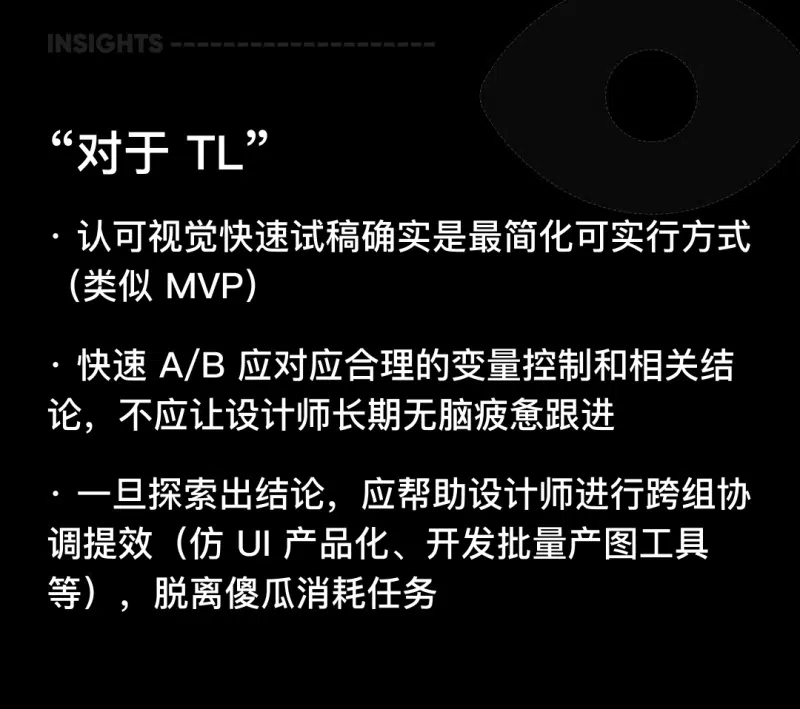 INSIGHTS ---------------------
“对于 TL”
· 认可视觉快速试稿确实是最简化可实行方式
（类似 MVP）
· 快速 A/B 应对应合理的变量控制和相关结
论，不应让设计师长期无脑疲惫跟进
· 一旦探索出结论，应帮助设计师进行跨组协
调提效（仿 UI 产品化、开发批量产图工具
等），脱离傻瓜消耗任务